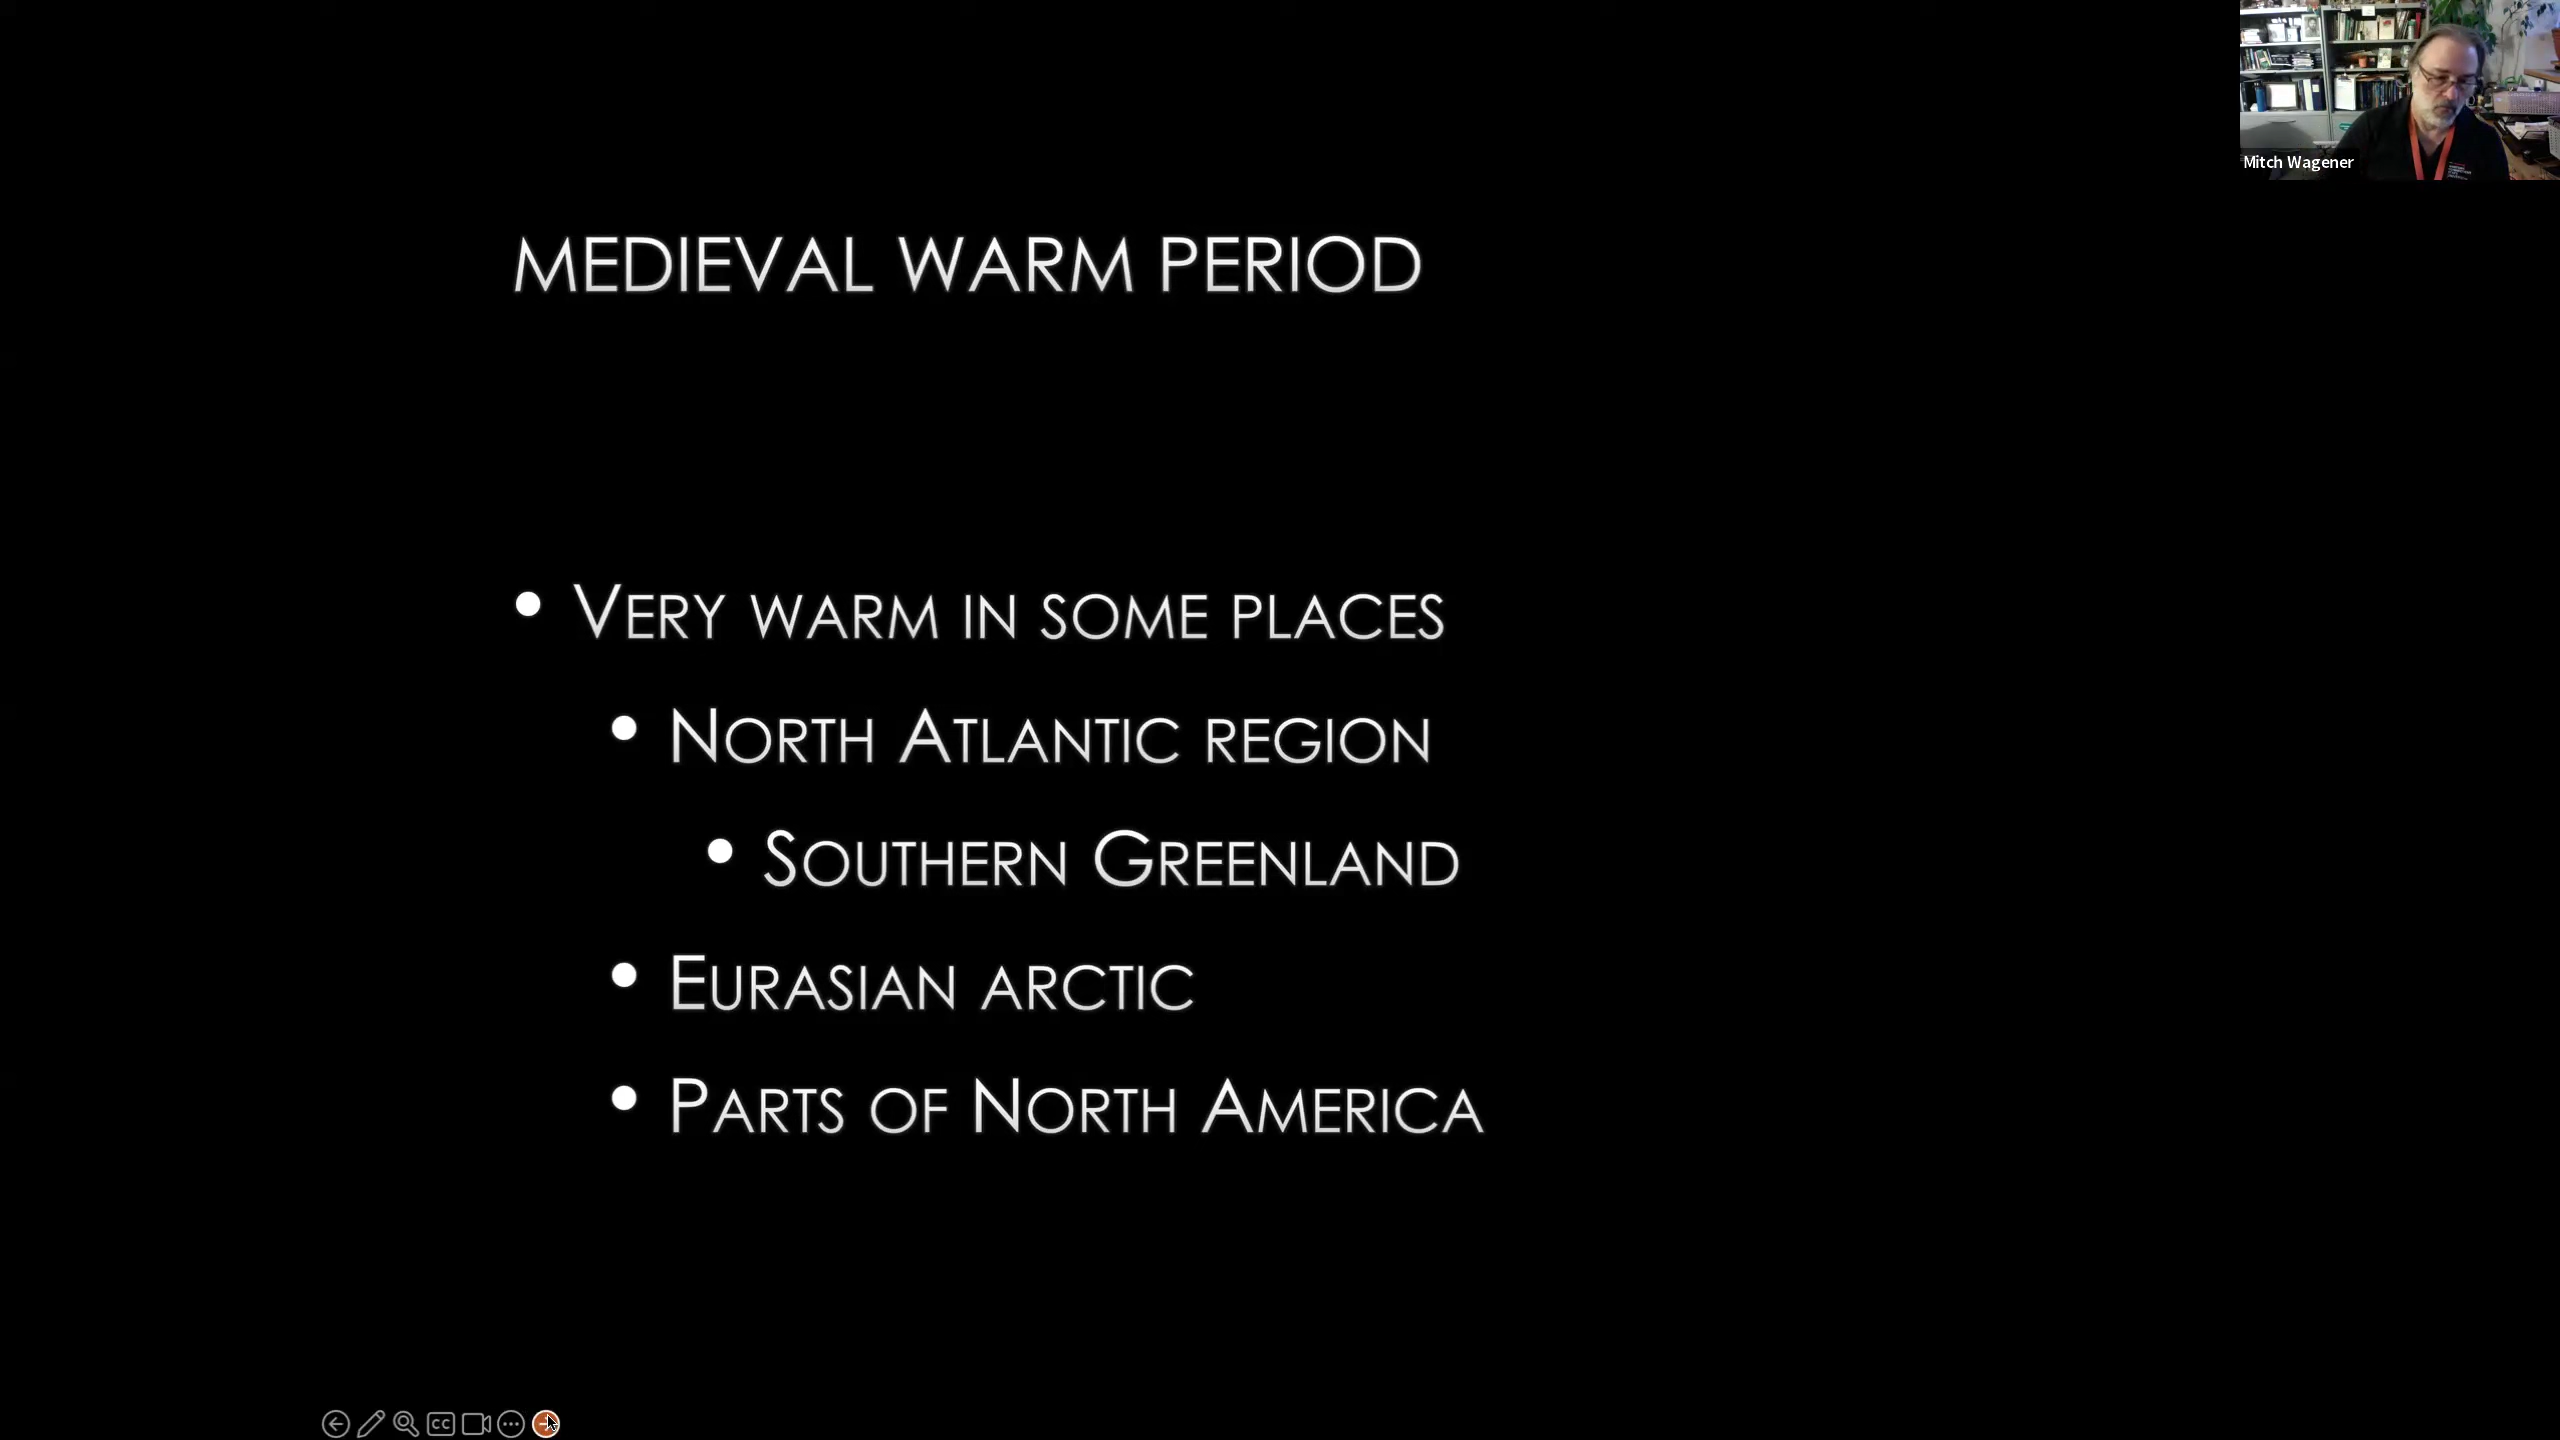 Mitch Wagener
MEDIEVAL WARM PERIOD
• VERY WARM IN SOME PLACES
• NORTH ATLANTIC REGION
• SOUTHERN GREENLAND
• EURASIAN ARCTIC
• PARTS OF NORTH AMERICA
CC